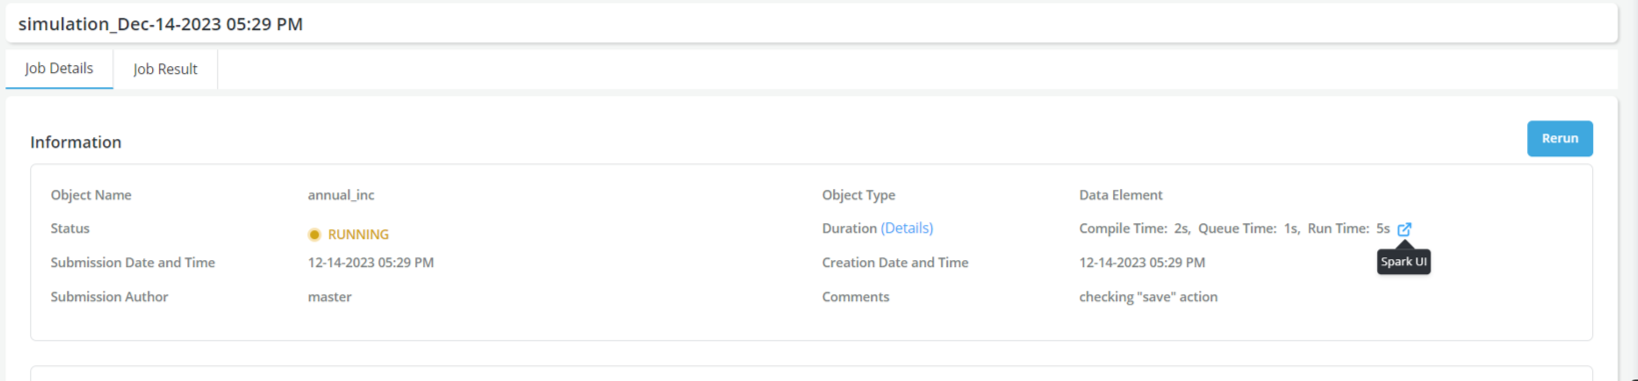 simulation_Dec-14-2023 05:29 PM
Job Details Job Result
Information Rerun
Object Name annual_inc Object Type Data Element
Status RUNNING Duration (Details) Compile Time: 2s, Queue Time: 1s, Run Time: 5s
Submission Date and Time 12-14-2023 05:29 PM Creation Date and Time 12-14-2023 05:29 PM Spark UI
Submission Author master Comments checking "save" action